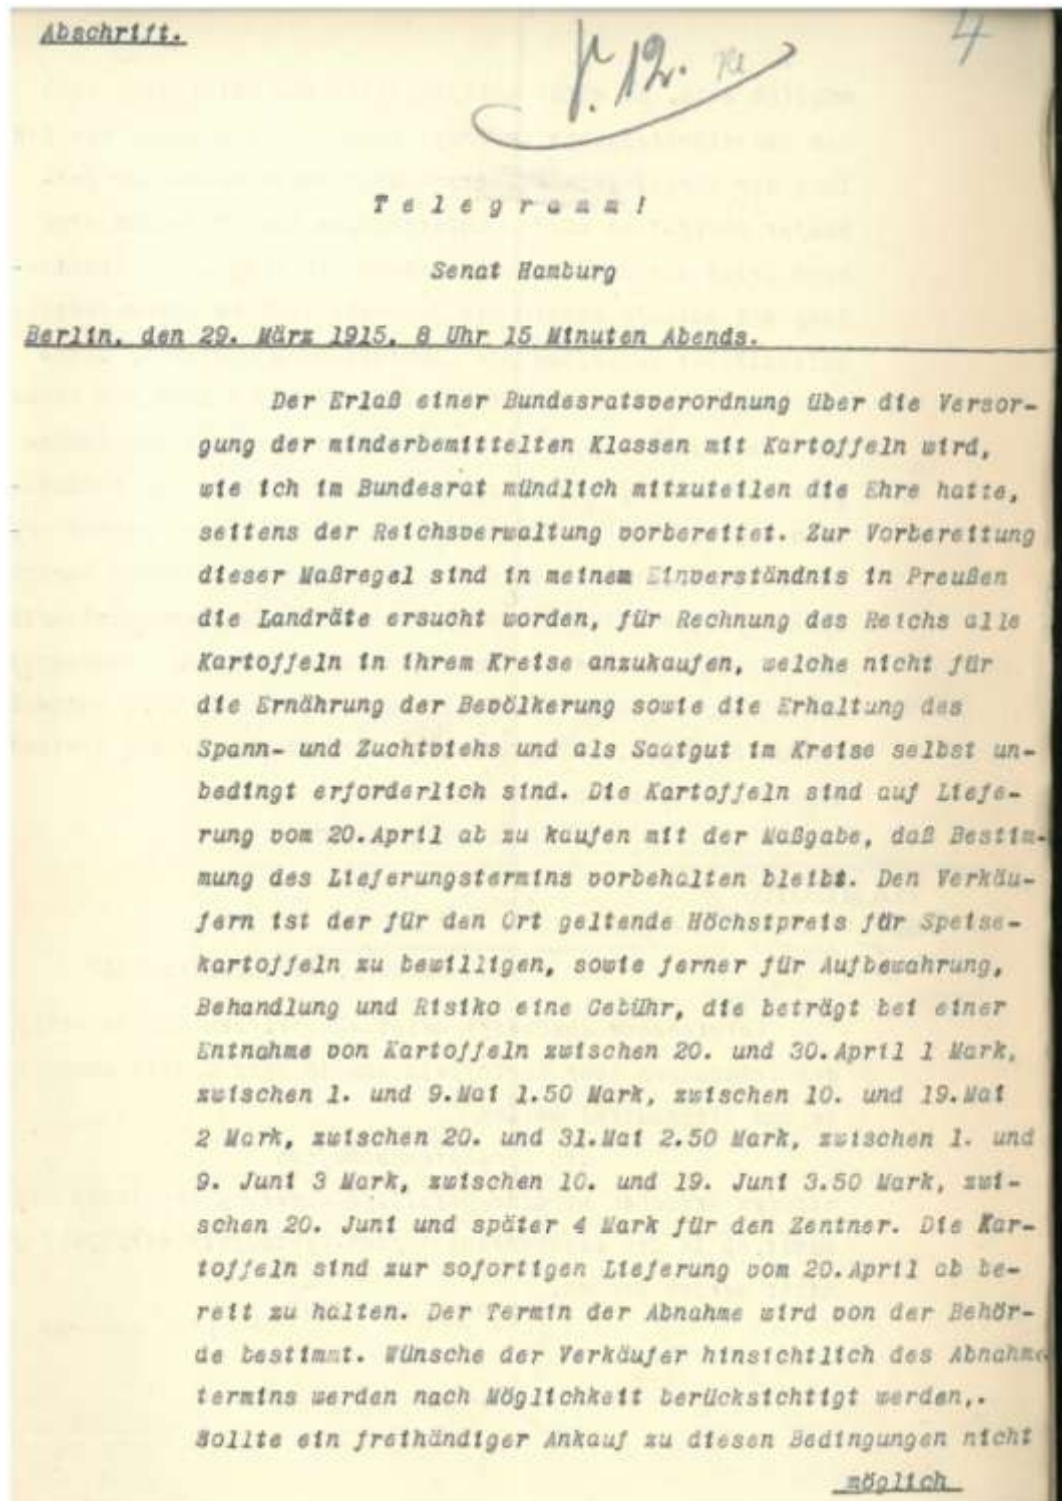 Abschrift.
4
12.
Telegramm!
Senat Hamburg
Berlin, den 29. März 1915, 8 Uhr 15 Minuten Abends.
Der Erlaß einer Bundesratsverordnung über die Versor-
gung der minderbemittelten Klassen mit Kartoffeln wird,
wie ich im Bundesrat mündlich mitzuteilen die Ehre hatte,
seitens der Reichsverwaltung vorbereitet. Zur Vorbereitung
dieser Maßregel sind in meinem Einverständnis in Preußen
die Landräte ersucht worden, für Rechnung des Reichs alle
Kartoffeln in ihrem Kreise anzukaufen, welche nicht für
die Ernährung der Bevölkerung sowie die Erhaltung des
Spann- und Zuchtviehs und als Saatgut im Kreise selbst un-
bedingt erforderlich sind. Die Kartoffeln sind auf Liefe-
rung vom 20.April ab zu kaufen mit der Maßgabe, daß Bestim-
mung des Lieferungstermins vorbehalten bleibt. Den Verkäu-
fern ist der für den Ort geltende Höchstpreis für Speise-
kartoffeln zu bewilligen, sowie ferner für Aufbewahrung,
Behandlung und Risiko eine Gebühr, die beträgt bei einer
Entnahme von Kartoffeln zwischen 20. und 30.April 1 Mark,
zwischen 1. und 9.Mai 1.50 Mark, zwischen 10. und 19.Mai
2 Mark, zwischen 20. und 31.Mai 2.50 Mark, zwischen 1. und
9. Juni 3 Mark, zwischen 10. und 19. Juni 3.50 Mark, zwi-
schen 20. Juni und später 4 Mark für den Zentner. Die Kar-
toffeln sind zur sofortigen Lieferung vom 20.April ab be-
reit zu halten. Der Termin der Abnahme wird von der Behör-
de bestimmt. Wünsche der Verkäufer hinsichtlich des Abnahme
termins werden nach Möglichkeit berücksichtigt werden,.
Sollte ein freihändiger Ankauf zu diesen Bedingungen nicht
möglich